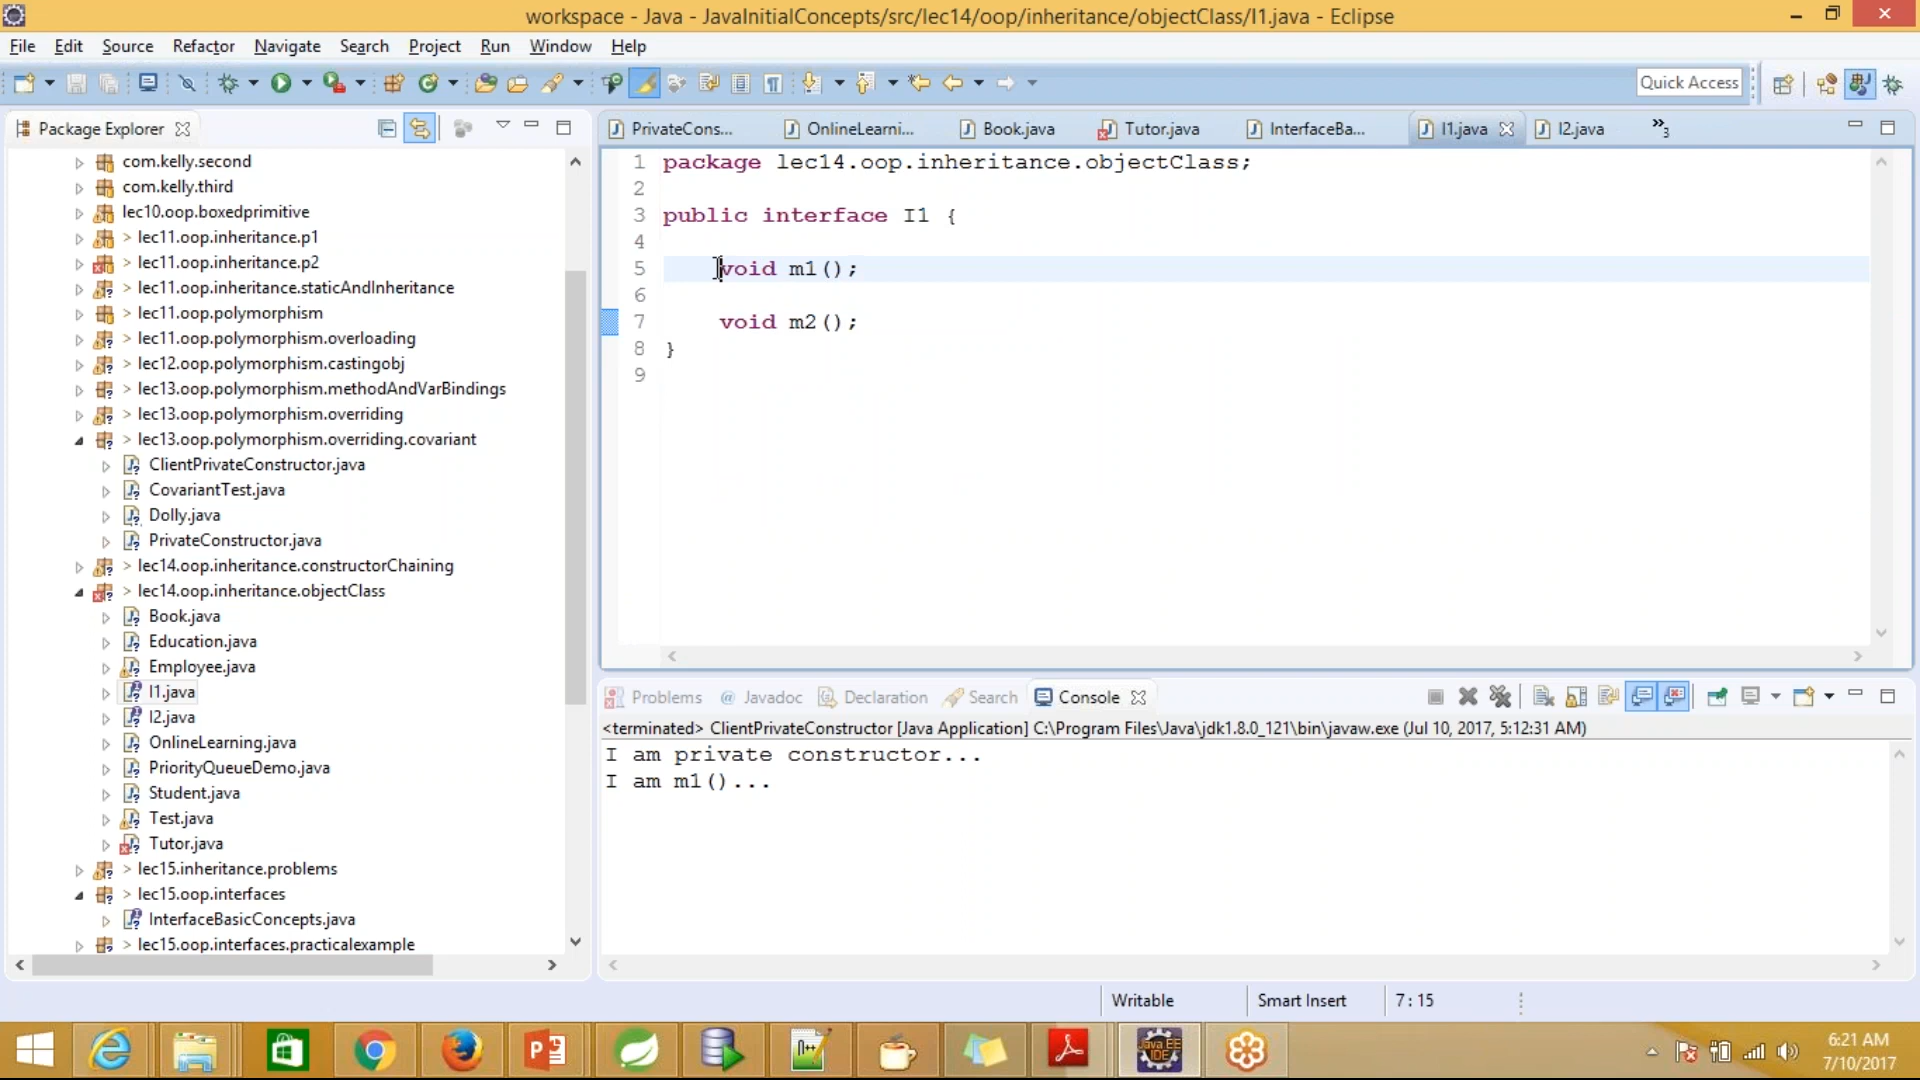 workspace - Java - JavaInitialConcepts/src/lec14/oop/inheritance/objectClass/I1.java - Eclipse
File Edit Source Refactor Navigate Search Project Run Window Help
Quick Access
Package Explorer
com.kelly.second
com.kelly.third
lec10.oop.boxedprimitive
> lec11.oop.inheritance.p1
> lec11.oop.inheritance.p2
> lec11.oop.inheritance.staticAndInheritance
> lec11.oop.polymorphism
> lec11.oop.polymorphism.overloading
> lec12.oop.polymorphism.castingobj
> lec13.oop.polymorphism.methodAndVarBindings
> lec13.oop.polymorphism.overriding
> lec13.oop.polymorphism.overriding.covariant
ClientPrivateConstructor.java
CovariantTest.java
Dolly.java
PrivateConstructor.java
> lec14.oop.inheritance.constructorChaining
> lec14.oop.inheritance.objectClass
Book.java
Education.java
Employee.java
I1.java
I2.java
OnlineLearning.java
PriorityQueueDemo.java
Student.java
Test.java
Tutor.java
> lec15.inheritance.problems
> lec15.oop.interfaces
InterfaceBasicConcepts.java
> lec15.oop.interfaces.practicalexample
PrivateCons... OnlineLearni... Book.java Tutor.java InterfaceBa... I1.java I2.java »3
1 package lec14.oop.inheritance.objectClass;
2
3 public interface I1 {
4
5 void m1();
6
7 void m2();
8 }
9
Problems @ Javadoc Declaration Search Console
<terminated> ClientPrivateConstructor [Java Application] C:\Program Files\Java\jdk1.8.0_121\bin\javaw.exe (Jul 10, 2017, 5:12:31 AM)
I am private constructor...
I am m1()...
Writable Smart Insert 7 : 15
6:21 AM
7/10/2017